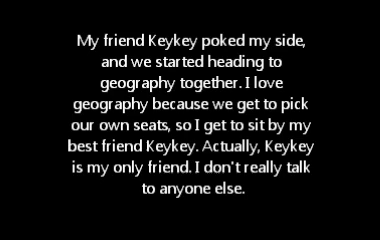 My friend Keykey poked my side,
and we started heading to
geography together. I love
geography because we get to pick
our own seats, so I get to sit by my
best friend Keykey. Actually, Keykey
is my only friend. I don't really talk
to anyone else.